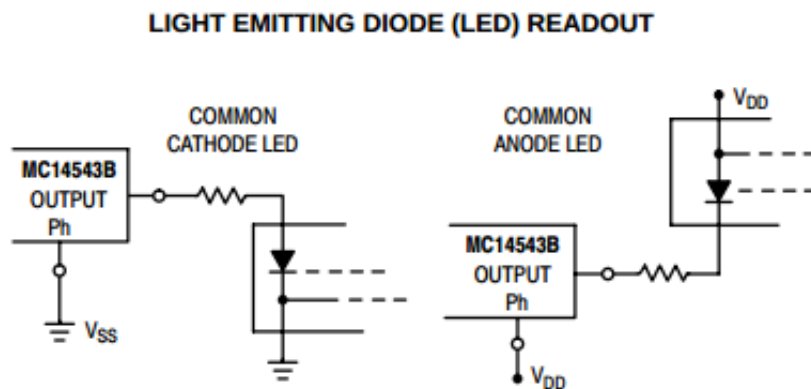 LIGHT EMITTING DIODE (LED) READOUT
COMMON
CATHODE LED
MC14543B
OUTPUT
Ph
VSS
COMMON
ANODE LED
VDD
MC14543B
OUTPUT
Ph
VDD